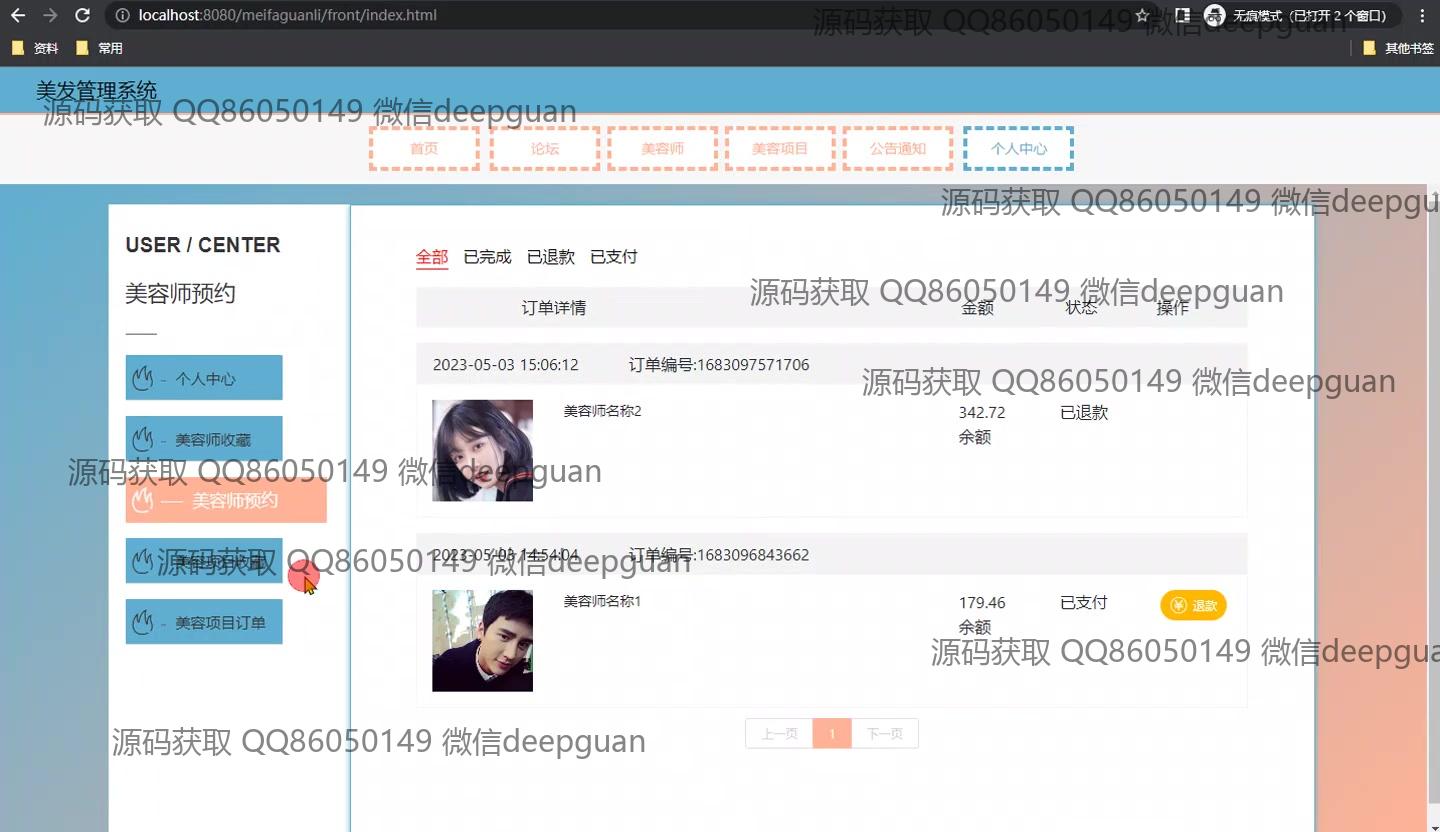 localhost:8080/meifaguanli/front/index.html
无痕模式（已打开 2 个窗口）
资料
常用
其他书签
源码获取 QQ86050149 微信deepguan
美发管理系统
源码获取 QQ86050149 微信deepguan
首页
论坛
美容师
美容项目
公告通知
个人中心
源码获取 QQ86050149 微信deepgu
USER / CENTER
美容师预约
个人中心
- 美容师收藏
源码获取 QQ86050149 微信deepguan
美容师预约
源码获取 QQ86050149 微信deepguan
- 美容项目订单
源码获取 QQ86050149 微信deepguan
全部 已完成 已退款 已支付
源码获取 QQ86050149 微信deepguan
订单详情 金额 状态 操作
2023-05-03 15:06:12 订单编号:1683097571706
源码获取 QQ86050149 微信deepguan
美容师名称2 342.72 已退款
余额
2023-05-03 14:54:04 订单编号:1683096843662
美容师名称1 179.46 已支付 退款
余额
源码获取 QQ86050149 微信deepgua
上一页 1 下一页